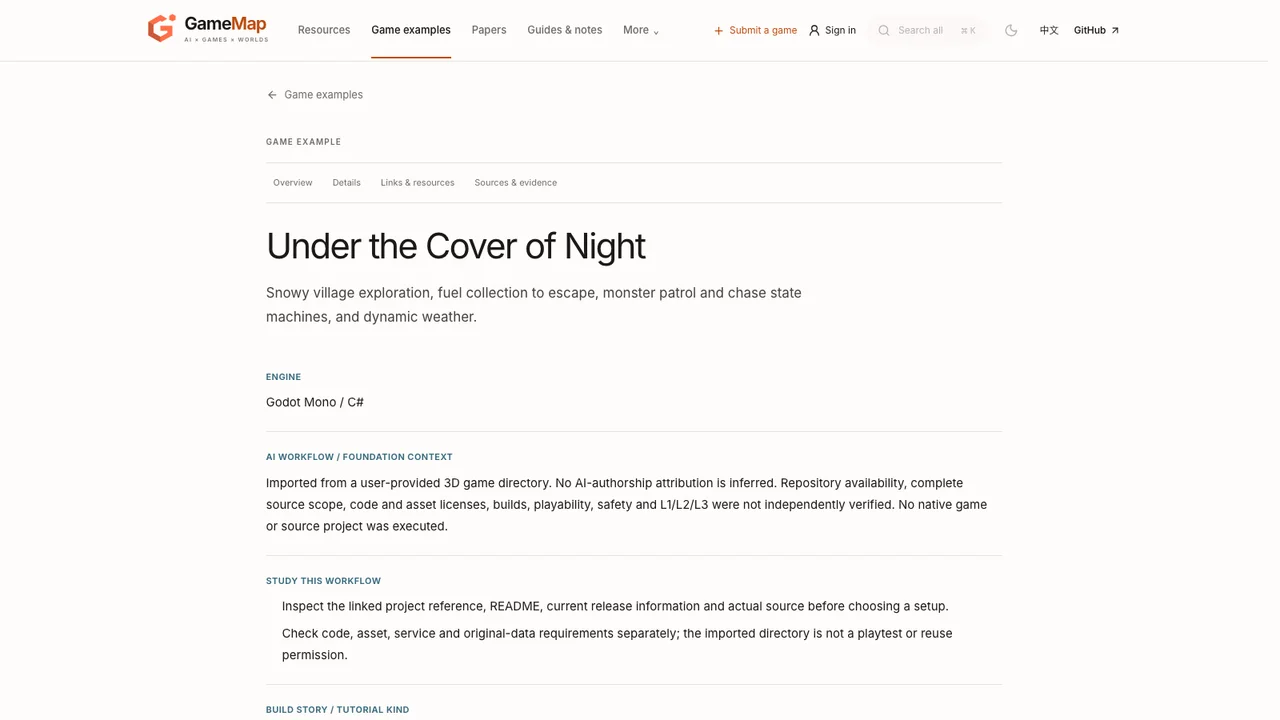 GameMap
AI × GAMES × WORLDS
Resources
Game examples
Papers
Guides & notes
More
Submit a game
Sign in
Search all
⌘ K
中文
GitHub
Game examples
GAME EXAMPLE
Overview
Details
Links & resources
Sources & evidence
Under the Cover of Night
Snowy village exploration, fuel collection to escape, monster patrol and chase state
machines, and dynamic weather.
ENGINE
Godot Mono / C#
AI WORKFLOW / FOUNDATION CONTEXT
Imported from a user-provided 3D game directory. No AI-authorship attribution is inferred. Repository availability, complete
source scope, code and asset licenses, builds, playability, safety and L1/L2/L3 were not independently verified. No native game
or source project was executed.
STUDY THIS WORKFLOW
Inspect the linked project reference, README, current release information and actual source before choosing a setup.
Check code, asset, service and original-data requirements separately; the imported directory is not a playtest or reuse
permission.
BUILD STORY / TUTORIAL KIND